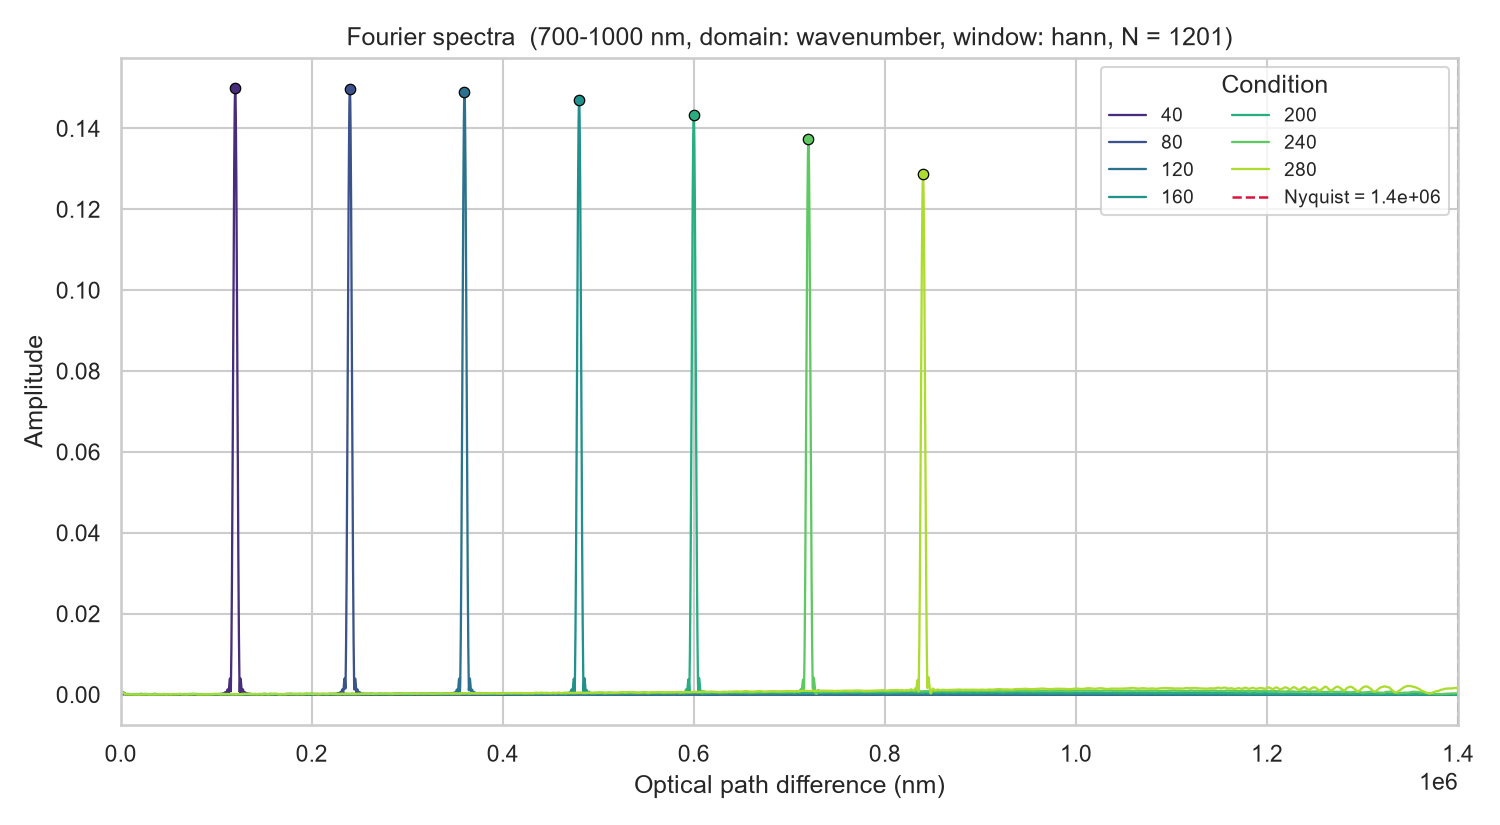 Fourier spectra  (700-1000 nm, domain: wavenumber, window: hann, N = 1201)
Condition
40
80
120
160
200
240
280
Nyquist = 1.4e+06
Amplitude
0.14
0.12
0.10
0.08
0.06
0.04
0.02
0.00
0.0 0.2 0.4 0.6 0.8 1.0 1.2 1.4
1e6
Optical path difference (nm)